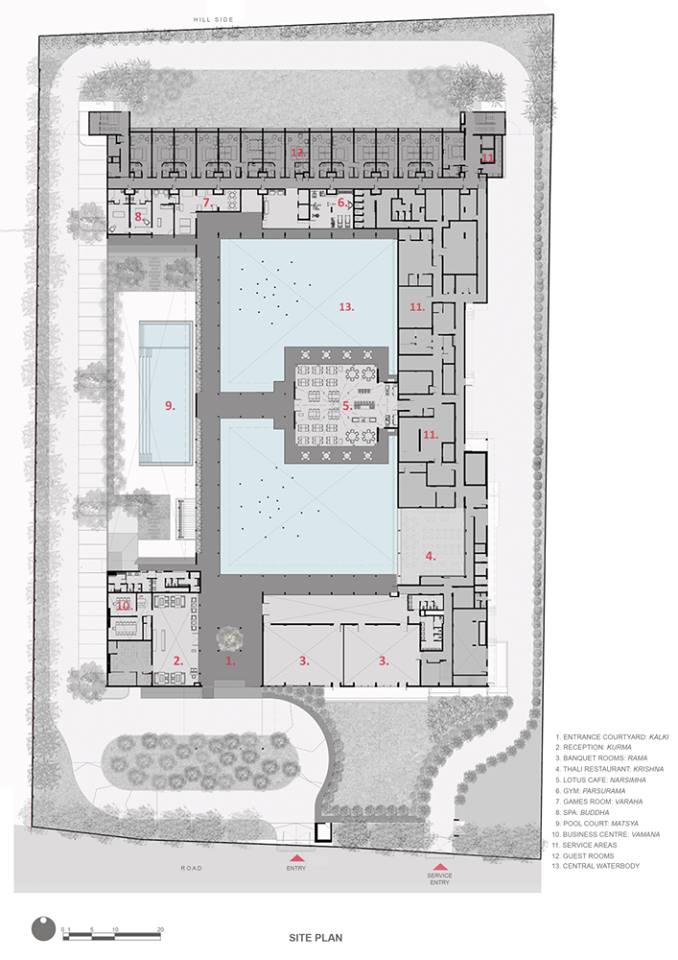 HILL SIDE
12.
11.
8.
7.
6.
13.
11.
9.
5.
11.
4.
10.
2.
1.
3.
3.
1. ENTRANCE COURTYARD: KALKI
2. RECEPTION: KURMA
3. BANQUET ROOMS: RAMA
4. THALI RESTAURANT: KRISHNA
5. LOTUS CAFE: NARSIMHA
6. GYM: PARSURAMA
7. GAMES ROOM: VARAHA
8. SPA: BUDDHA
9. POOL COURT: MATSYA
10. BUSINESS CENTRE: VAMANA
11. SERVICE AREAS
12. GUEST ROOMS
13. CENTRAL WATERBODY
ROAD
ENTRY
SERVICE
ENTRY
0 1 5 10 20
SITE PLAN